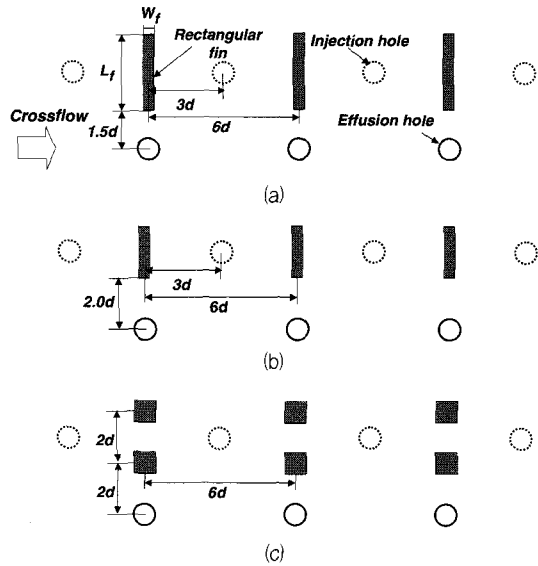 W_f
Rectangular fin
Injection hole
L_f
3d
Crossflow
1.5d
6d
Effusion hole
(a)
3d
2.0d
6d
(b)
2d
2d
6d
(c)